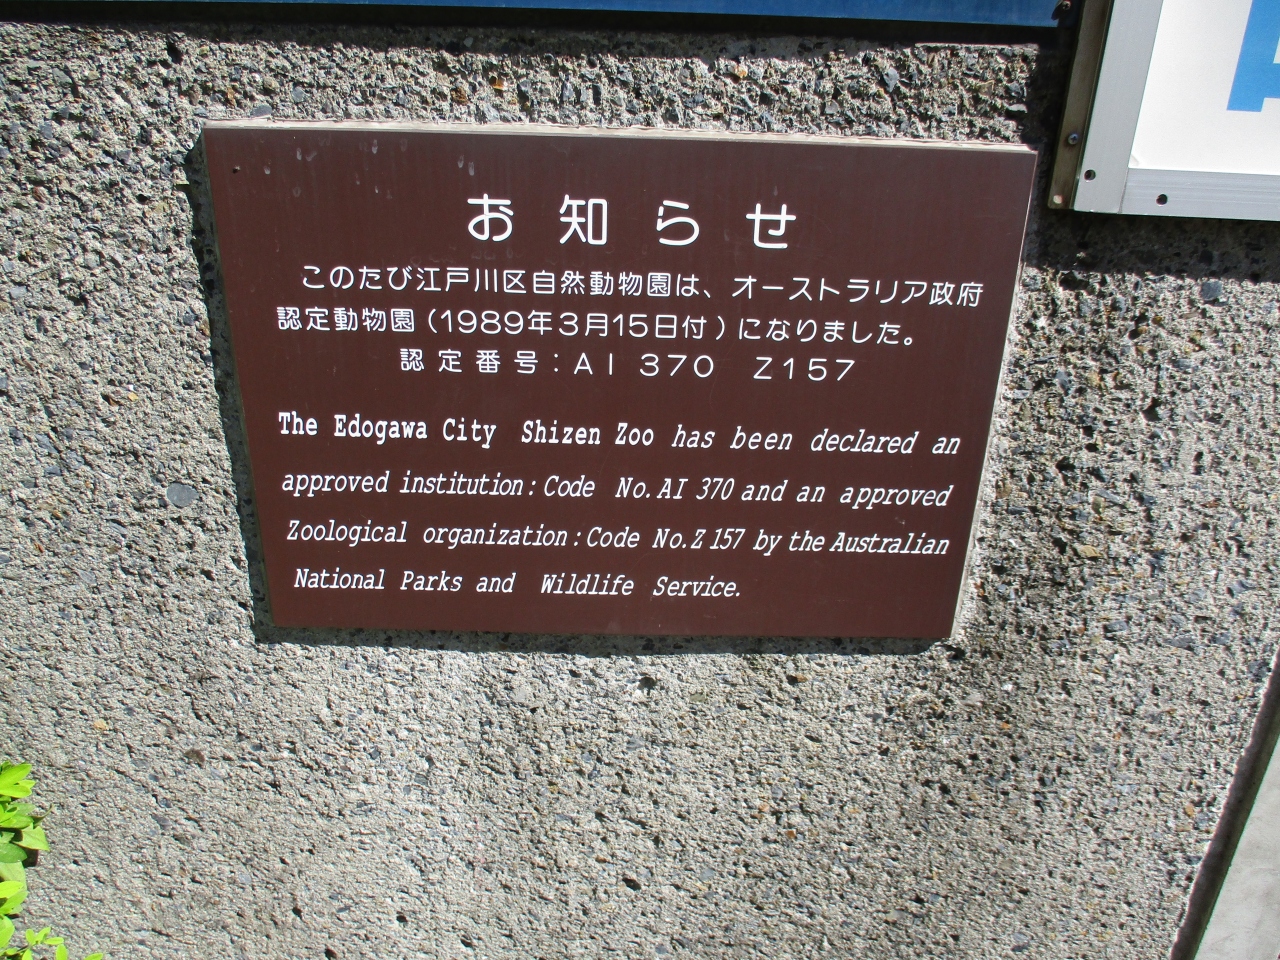 お知らせ
このたび江戸川区自然動物園は、オーストラリア政府
認定動物園（1989年3月15日付）になりました。
認定番号：AI 370　Z157
The Edogawa City Shizen Zoo has been declared an
approved institution: Code No. AI 370 and an approved
Zoological organization: Code No. Z 157 by the Australian
National Parks and Wildlife Service.